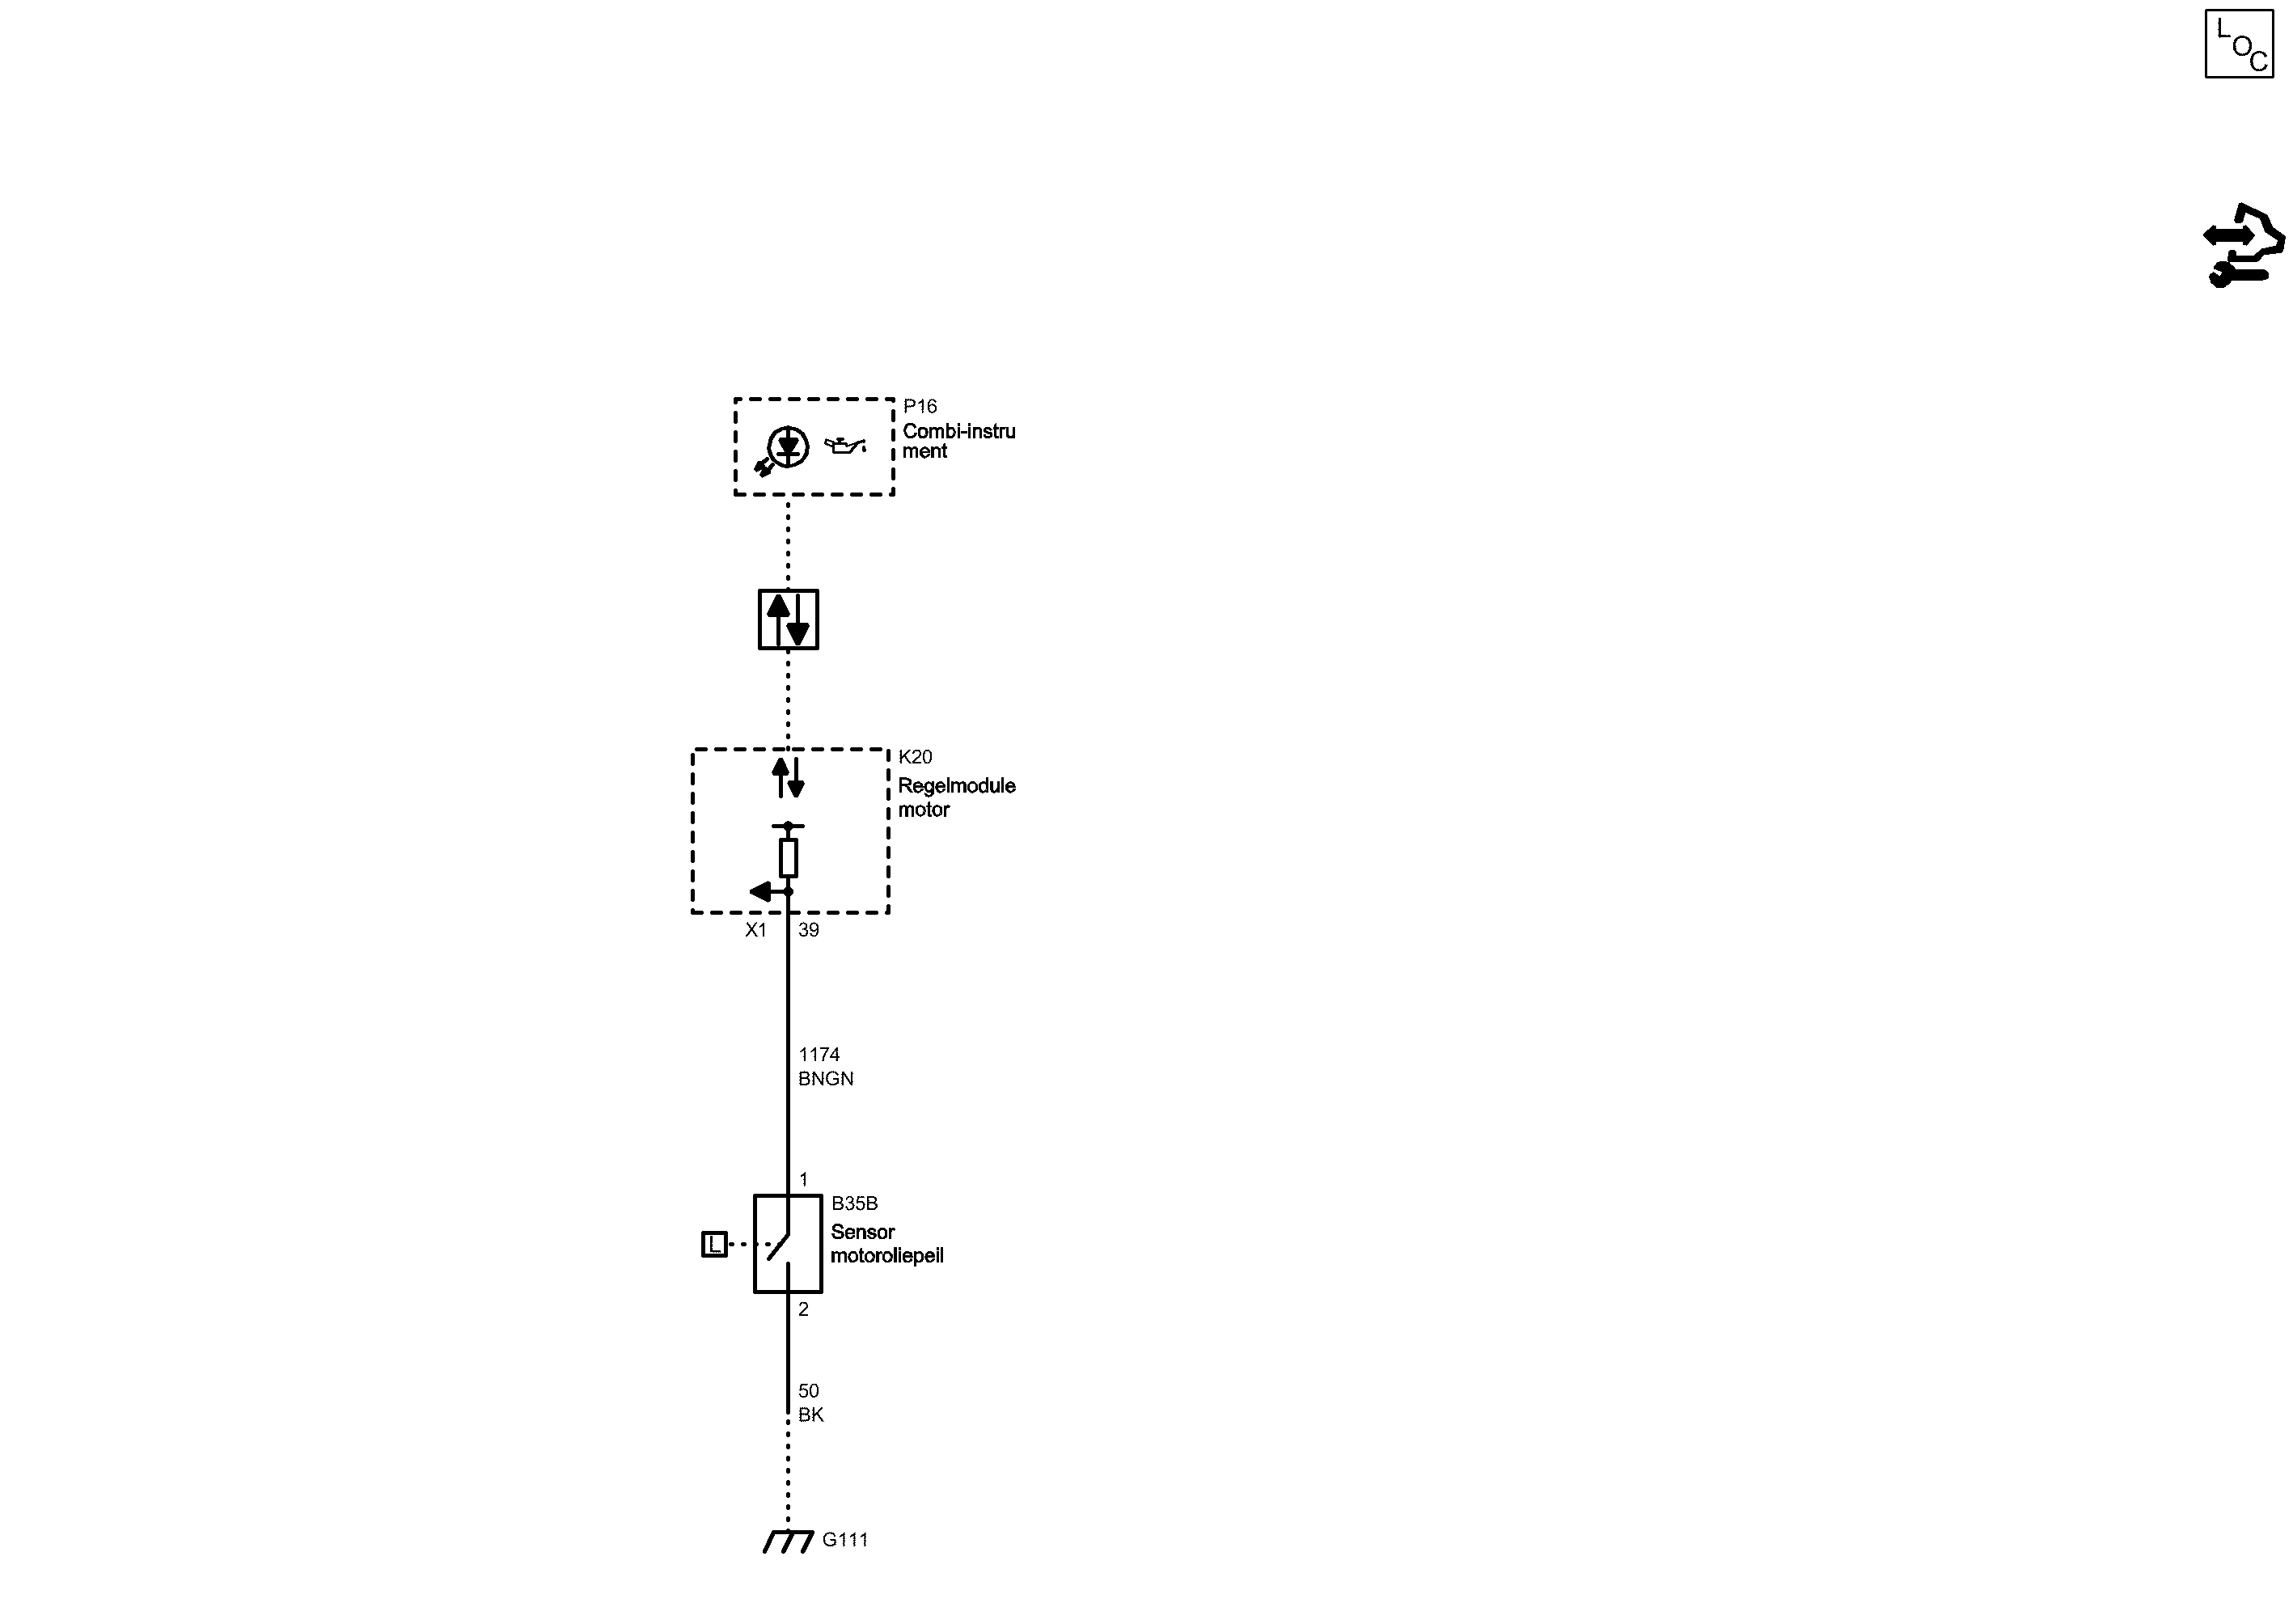 LOC
P16
Combi-instru
ment
K20
Regelmodule
motor
X1 39
1174
BNGN
1
B35B
Sensor
motoroliepeil
L
2
50
BK
G111